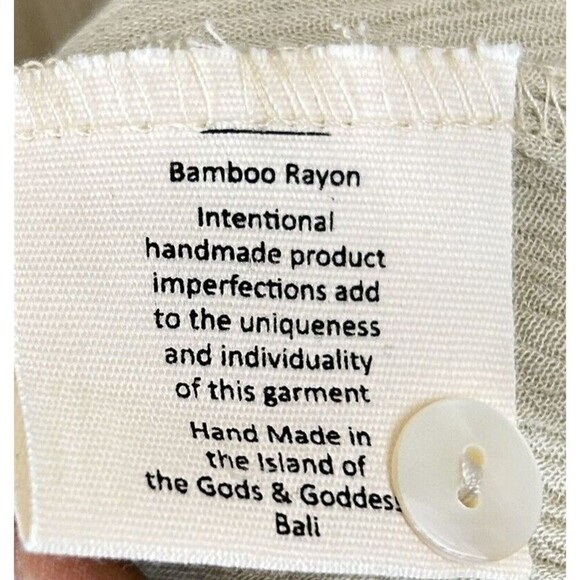 Bamboo Rayon
Intentional
handmade product
imperfections add
to the uniqueness
and individuality
of this garment
Hand Made in
the Island of
the Gods & Goddess
Bali